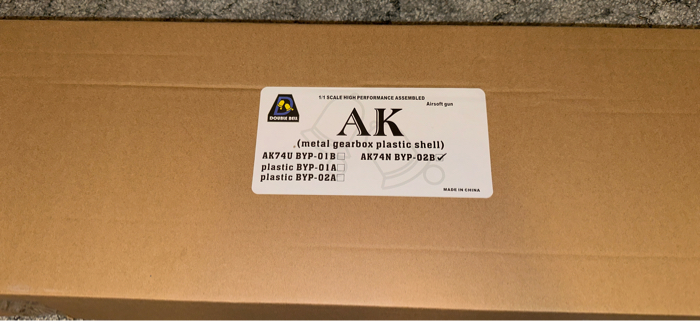 1/1 SCALE HIGH PERFORMANCE ASSEMBLED
Airsoft gun
DOUBLE BELL
AK
(metal gearbox plastic shell)
AK74U BYP-01B AK74N BYP-02B✓
plastic BYP-01A
plastic BYP-02A
MADE IN CHINA